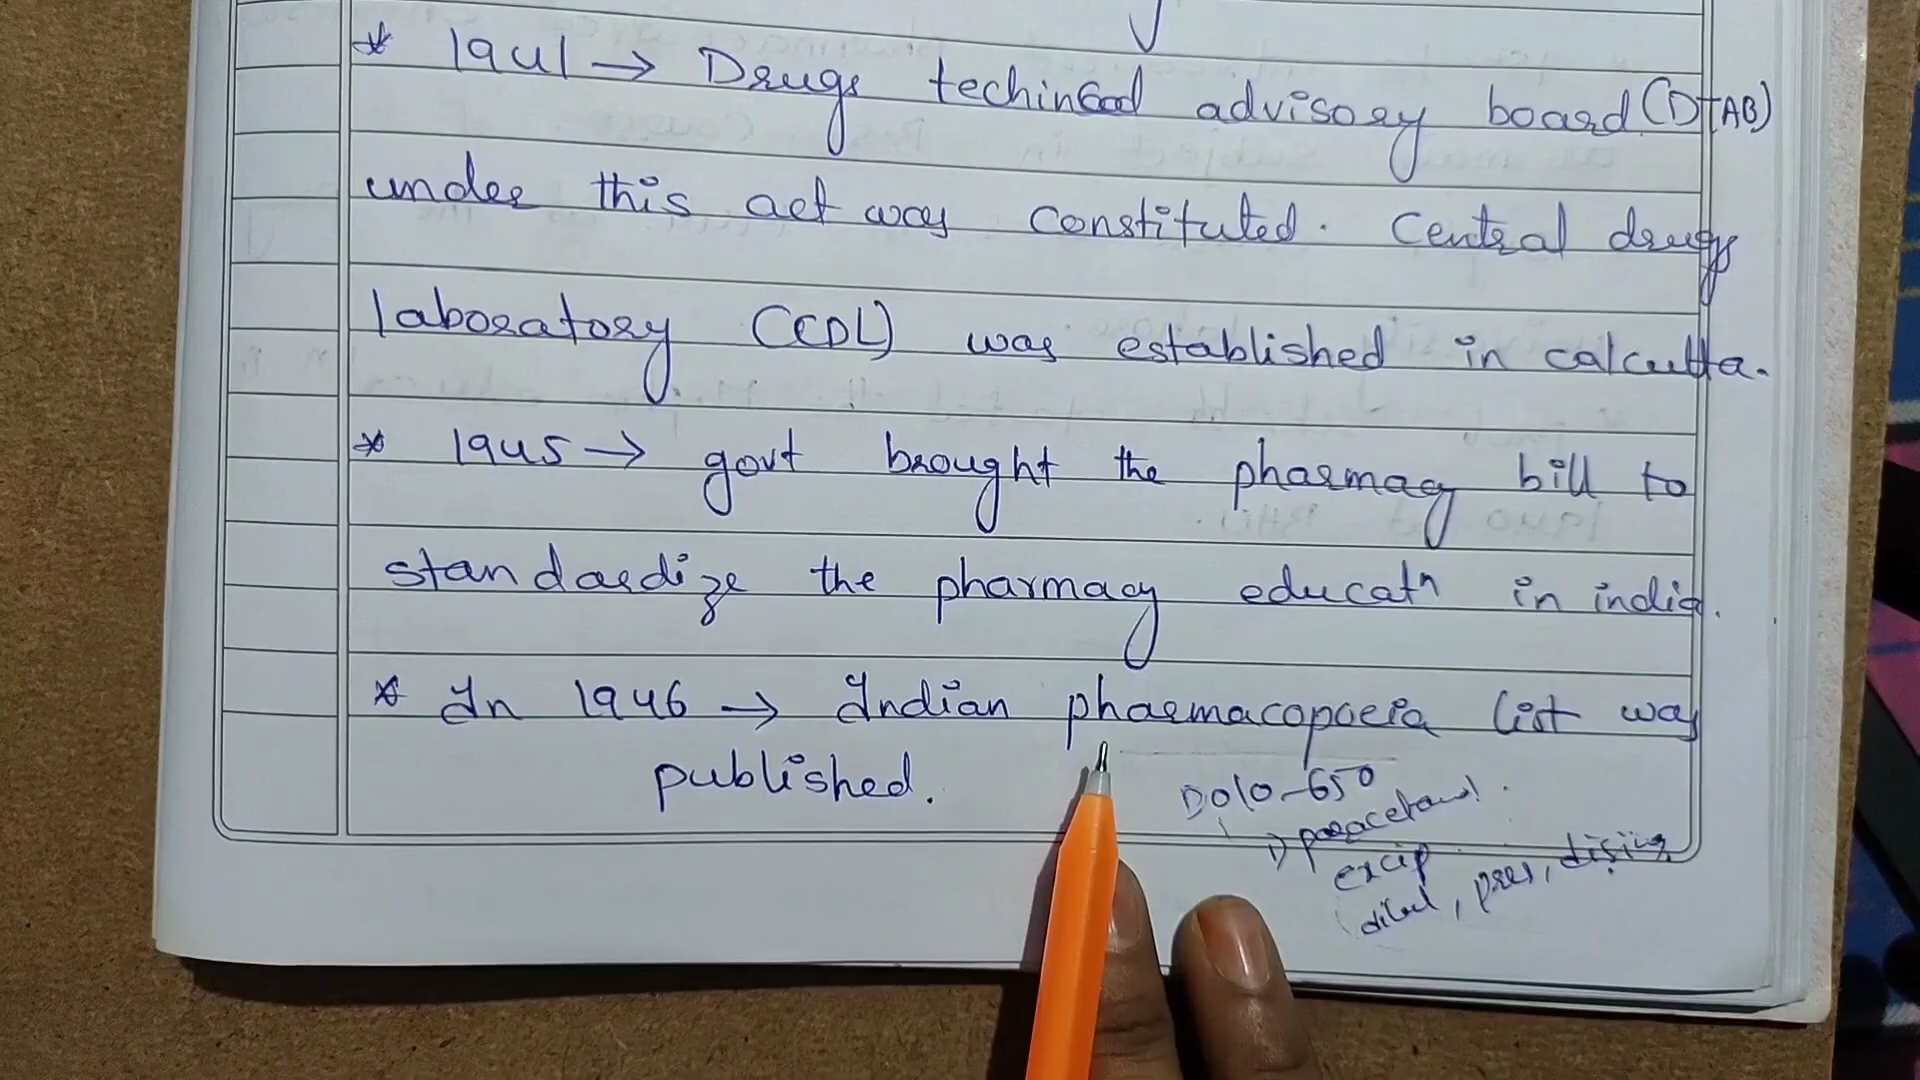 * 1941 → Drugs techincal advisory board (DTAB)
under this act was constituted. Central drugs
laboratory (CDL) was established in calcutta.
* 1945 → govt brought the pharmacy bill to
standardize the pharmacy educatn in india.
* In 1946 → Indian pharmacopoeia list was
published.
Dolo-650
1) paracetamol.
excip